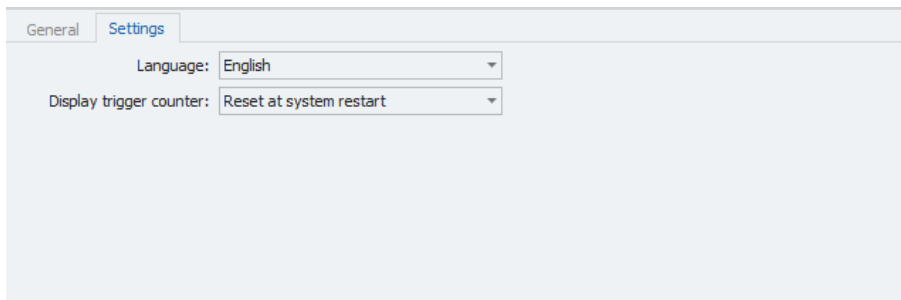 General Settings
Language: English
Display trigger counter: Reset at system restart